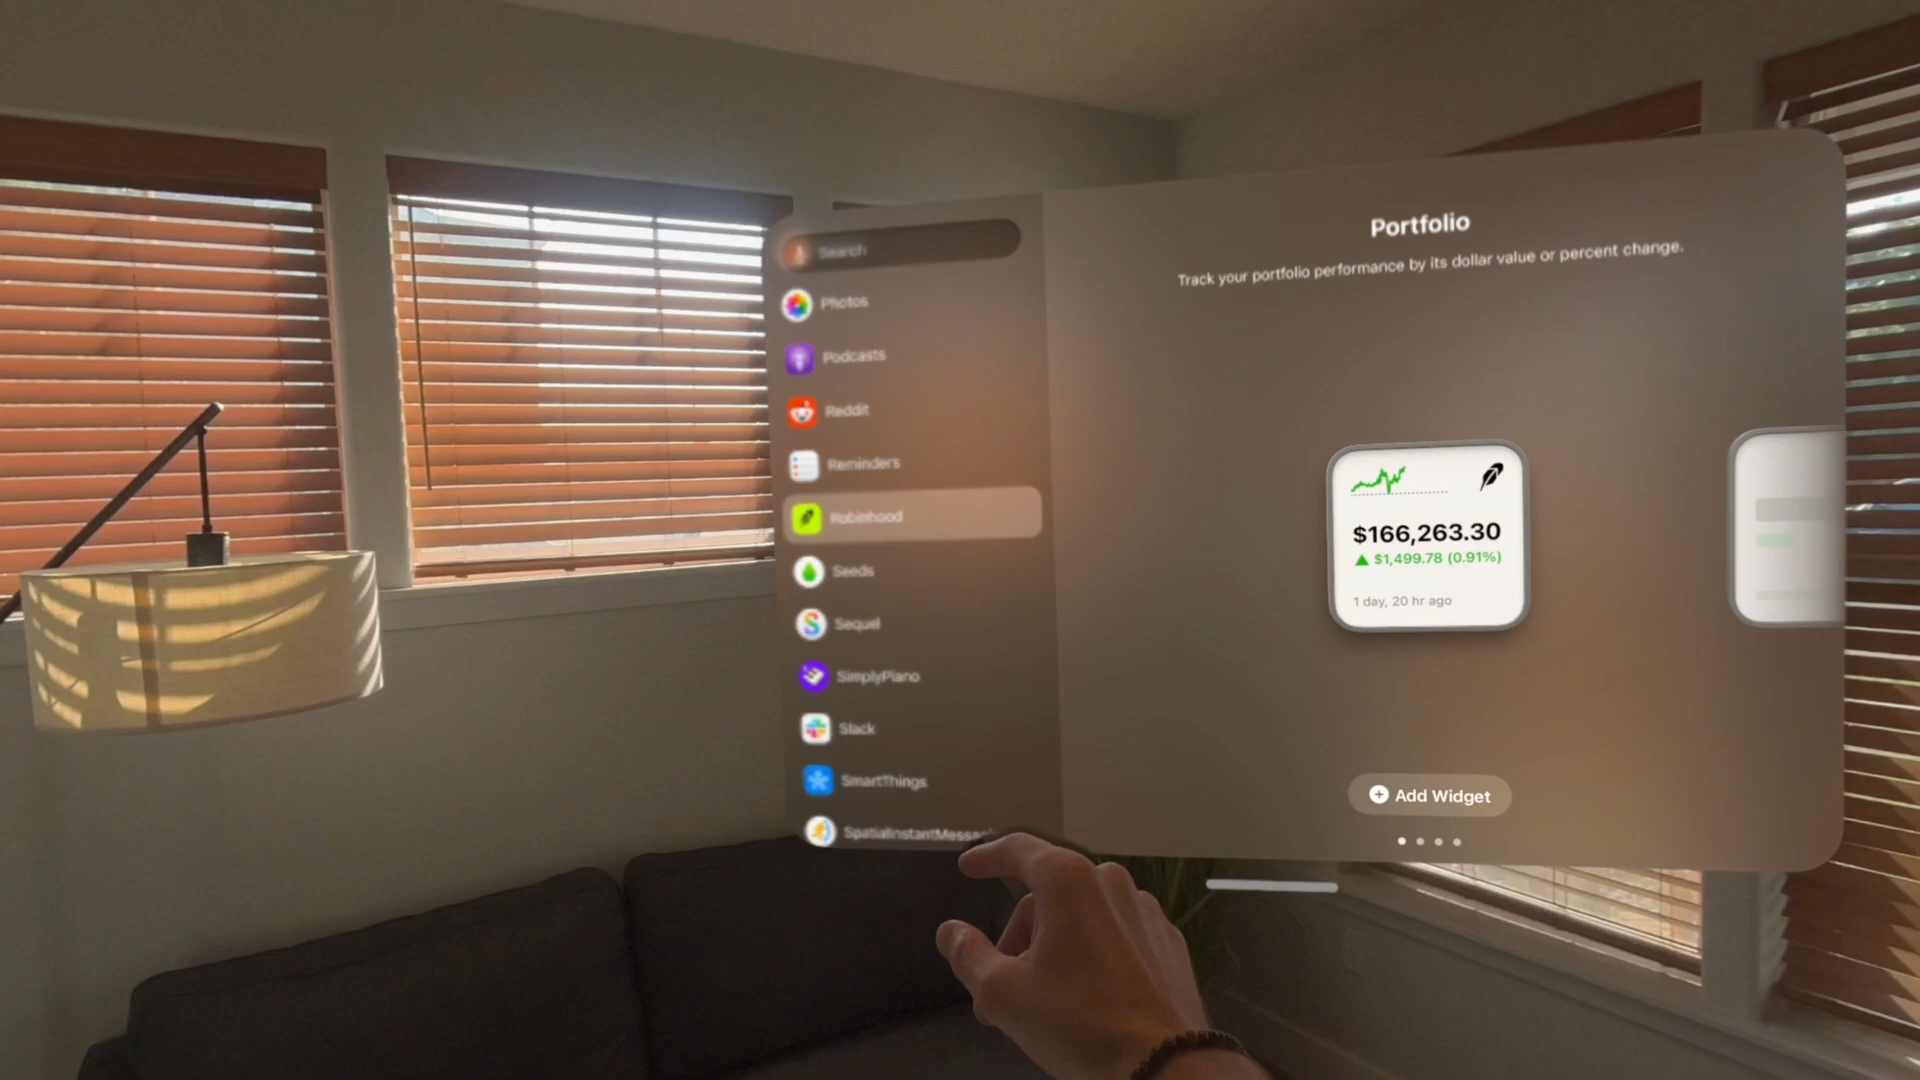 Search
Photos
Podcasts
Reddit
Reminders
Robinhood
Seeds
Sequel
SimplyPiano
Slack
SmartThings
SpatialInstantMessa
Portfolio
Track your portfolio performance by its dollar value or percent change.
$166,263.30
▲ $1,499.78 (0.91%)
1 day, 20 hr ago
Add Widget